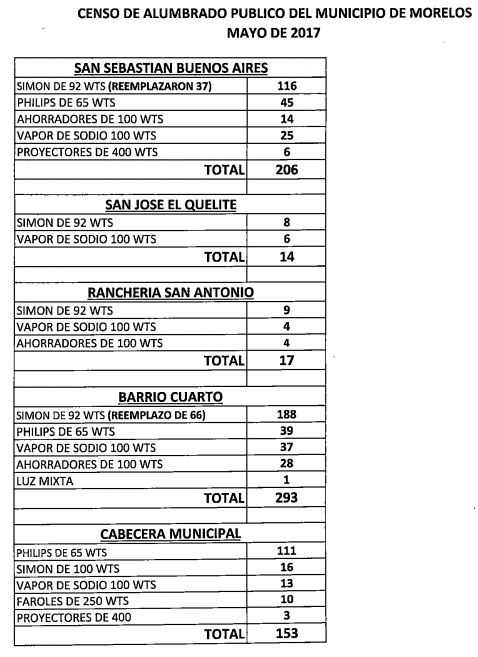 CENSO DE ALUMBRADO PUBLICO DEL MUNICIPIO DE MORELOS
MAYO DE 2017
SAN SEBASTIAN BUENOS AIRES
SIMON DE 92 WTS (REEMPLAZARON 37) 116
PHILIPS DE 65 WTS 45
AHORRADORES DE 100 WTS 14
VAPOR DE SODIO 100 WTS 25
PROYECTORES DE 400 WTS 6
TOTAL 206
SAN JOSE EL QUELITE
SIMON DE 92 WTS 8
VAPOR DE SODIO 100 WTS 6
TOTAL 14
RANCHERIA SAN ANTONIO
SIMON DE 92 WTS 9
VAPOR DE SODIO 100 WTS 4
AHORRADORES DE 100 WTS 4
TOTAL 17
BARRIO CUARTO
SIMON DE 92 WTS (REEMPLAZO DE 66) 188
PHILIPS DE 65 WTS 39
VAPOR DE SODIO 100 WTS 37
AHORRADORES DE 100 WTS 28
LUZ MIXTA 1
TOTAL 293
CABECERA MUNICIPAL
PHILIPS DE 65 WTS 111
SIMON DE 100 WTS 16
VAPOR DE SODIO 100 WTS 13
FAROLES DE 250 WTS 10
PROYECTORES DE 400 3
TOTAL 153